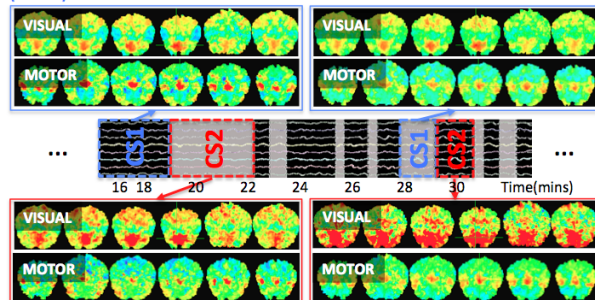 VISUAL
MOTOR
VISUAL
MOTOR
... CS1 CS2 CS1 CS2 ...
16 18 20 22 24 26 28 30 Time(mins)
VISUAL
MOTOR
VISUAL
MOTOR